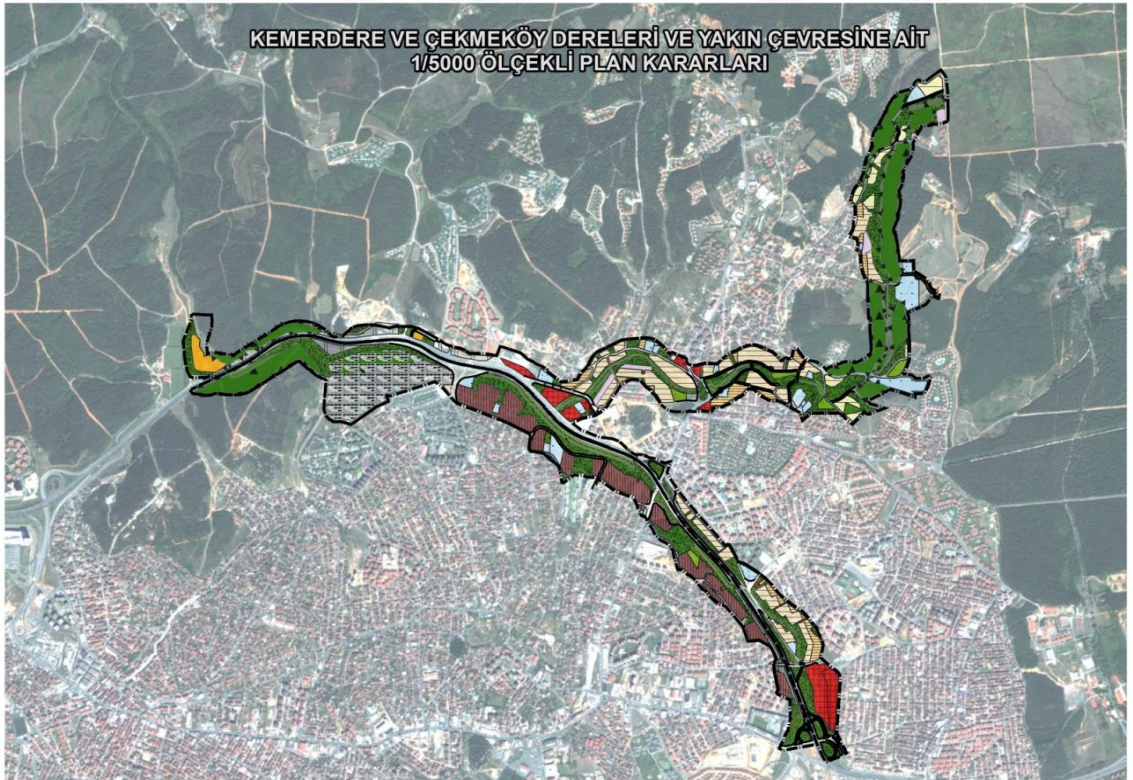 KEMERDERE VE ÇEKMEKÖY DERELERİ VE YAKIN ÇEVRESİNE AİT
1/5000 ÖLÇEKLİ PLAN KARARLARI